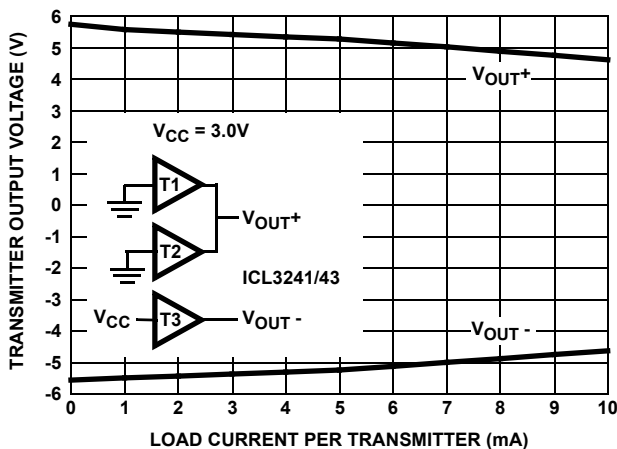 TRANSMITTER OUTPUT VOLTAGE (V)
6
5
4
3
2
1
0
-1
-2
-3
-4
-5
-6
VOUT+
VCC = 3.0V
T1
T2
VOUT+
ICL3241/43
VCC
T3
VOUT -
VOUT -
0 1 2 3 4 5 6 7 8 9 10
LOAD CURRENT PER TRANSMITTER (mA)